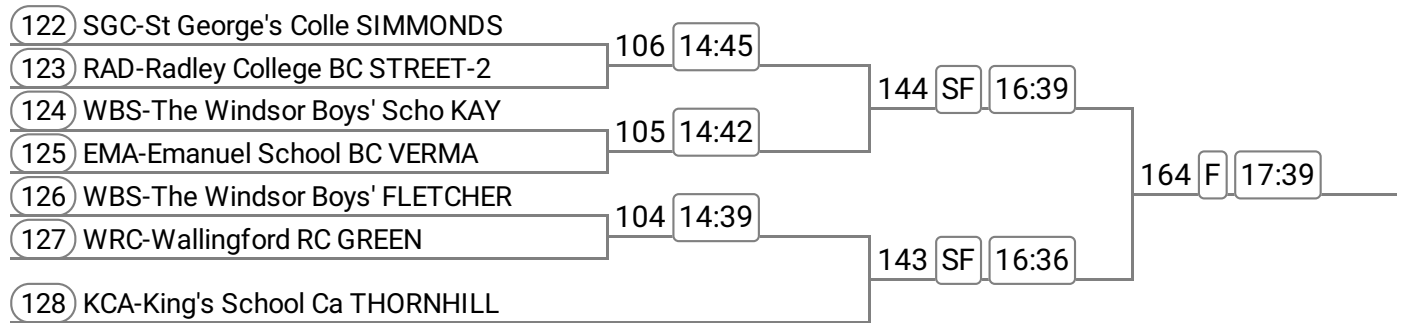 122 SGC-St George's Colle SIMMONDS
106 14:45
123 RAD-Radley College BC STREET-2
144 SF 16:39
124 WBS-The Windsor Boys' Scho KAY
105 14:42
125 EMA-Emanuel School BC VERMA
164 F 17:39
126 WBS-The Windsor Boys' FLETCHER
104 14:39
127 WRC-Wallingford RC GREEN
143 SF 16:36
128 KCA-King's School Ca THORNHILL